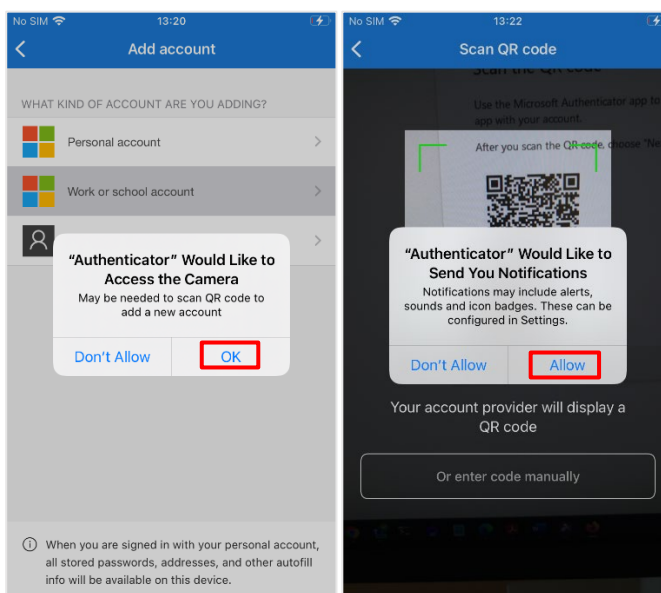 No SIM
13:20
Add account
WHAT KIND OF ACCOUNT ARE YOU ADDING?
Personal account
Work or school account
"Authenticator" Would Like to
Access the Camera
May be needed to scan QR code to
add a new account
Don't Allow
OK
When you are signed in with your personal account,
all stored passwords, addresses, and other autofill
info will be available on this device.
No SIM
13:22
Scan QR code
Scan the QR code
Use the Microsoft Authenticator app to
app with your account.
After you scan the QR code, choose "Ne
"Authenticator" Would Like to
Send You Notifications
Notifications may include alerts,
sounds and icon badges. These can be
configured in Settings.
Don't Allow
Allow
Your account provider will display a
QR code
Or enter code manually